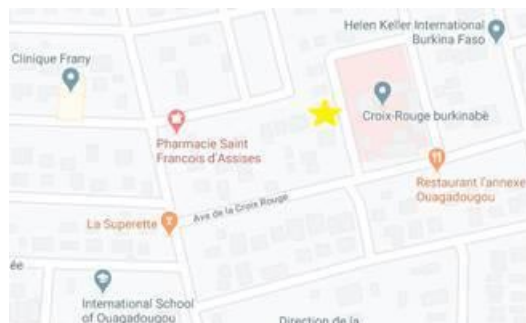 Helen Keller International
Burkina Faso
Clinique Frany
Croix-Rouge burkinabè
Pharmacie Saint
Francois d'Assises
Restaurant l'annexe
Ouagadougou
Ave de la Croix Rouge
La Superette
ée
International School
of Ouagadougou
Direction de la